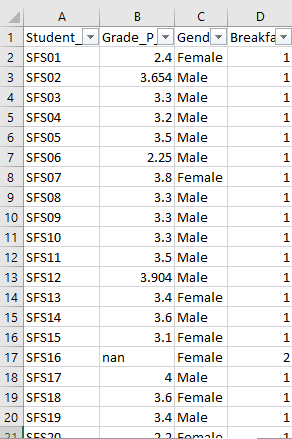 A B C D
1 Student_ Grade_P_ Gend Breakfa
2 SFS01 2.4 Female 1
3 SFS02 3.654 Male 1
4 SFS03 3.3 Male 1
5 SFS04 3.2 Male 1
6 SFS05 3.5 Male 1
7 SFS06 2.25 Male 1
8 SFS07 3.8 Female 1
9 SFS08 3.3 Male 1
10 SFS09 3.3 Male 1
11 SFS10 3.3 Male 1
12 SFS11 3.5 Male 1
13 SFS12 3.904 Male 1
14 SFS13 3.4 Female 1
15 SFS14 3.6 Male 1
16 SFS15 3.1 Female 1
17 SFS16 nan Female 2
18 SFS17 4 Male 1
19 SFS18 3.6 Female 1
20 SFS19 3.4 Male 1
21 SFS20 2.2 Female 1